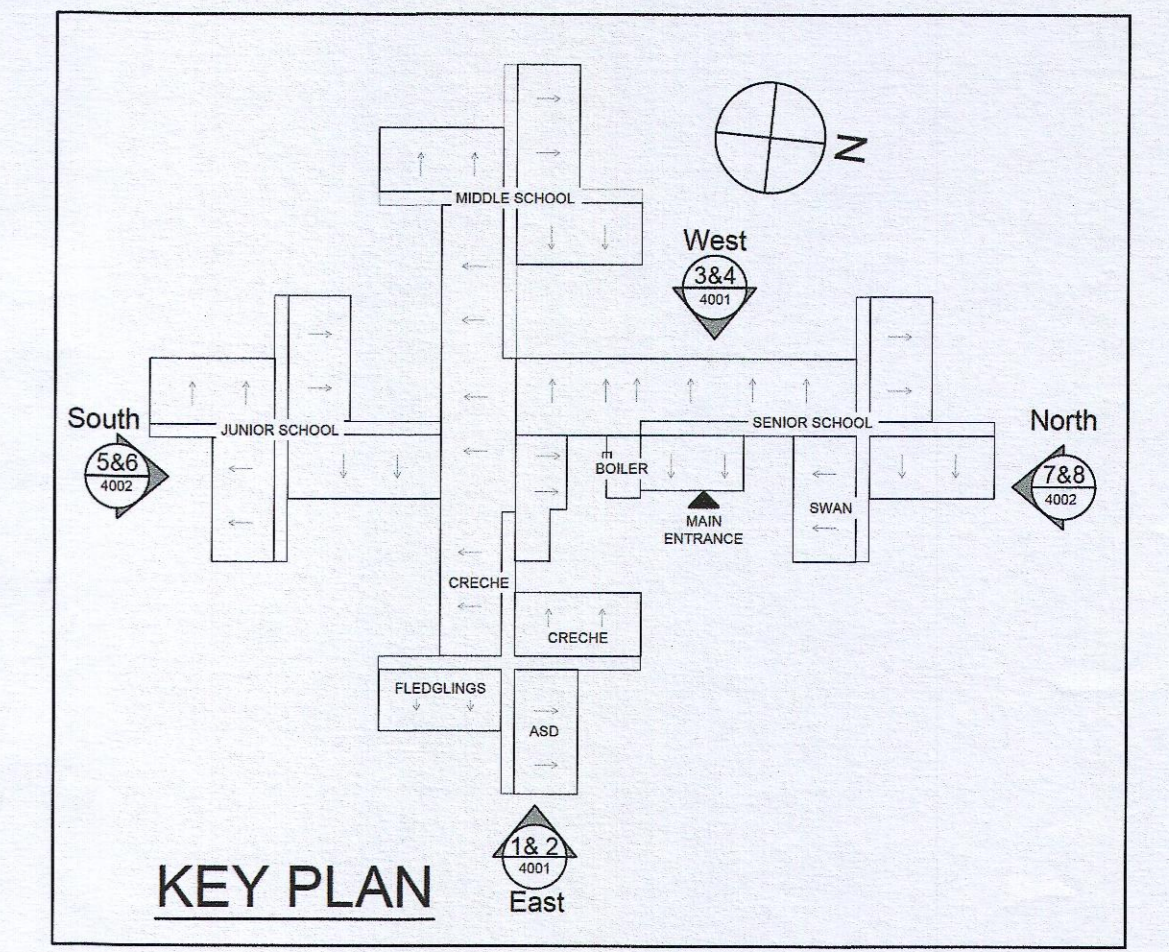 N
MIDDLE SCHOOL
West
3&4
4001
South
5&6
4002
JUNIOR SCHOOL
SENIOR SCHOOL
North
7&8
4002
BOILER
SWAN
MAIN
ENTRANCE
CRECHE
CRECHE
FLEDGLINGS
ASD
1& 2
4001
East
KEY PLAN